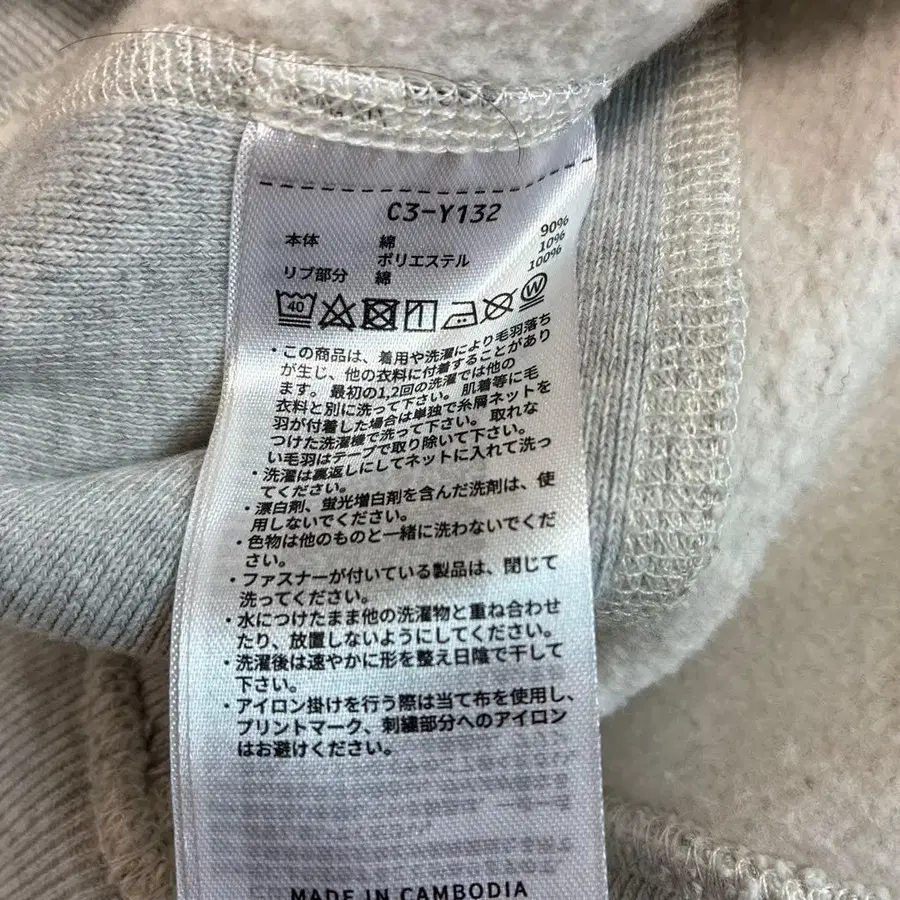 C3-Y132
本体 綿 90%
ポリエステル 10%
リブ部分 綿 100%
40 W
・この商品は、着用や洗濯により毛羽落ち
が生じ、他の衣料に付着することがあり
ます。最初の1,2回の洗濯では他の
衣料と別に洗って下さい。肌着等に毛
羽が付着した場合は単独で糸屑ネットを
つけた洗濯機で洗って下さい。取れな
い毛羽はテープで取り除いて下さい。
・洗濯は裏返しにしてネットに入れて洗っ
てください。
・漂白剤、蛍光増白剤を含んだ洗剤は、使
用しないでください。
・色物は他のものと一緒に洗わないでくだ
さい。
・ファスナーが付いている製品は、閉じて
洗ってください。
・水につけたまま他の洗濯物と重ね合わせ
たり、放置しないようにしてください。
・洗濯後は速やかに形を整え日陰で干して
下さい。
・アイロン掛けを行う際は当て布を使用し、
プリントマーク、刺繍部分へのアイロン
はお避けください。
MADE IN CAMBODIA